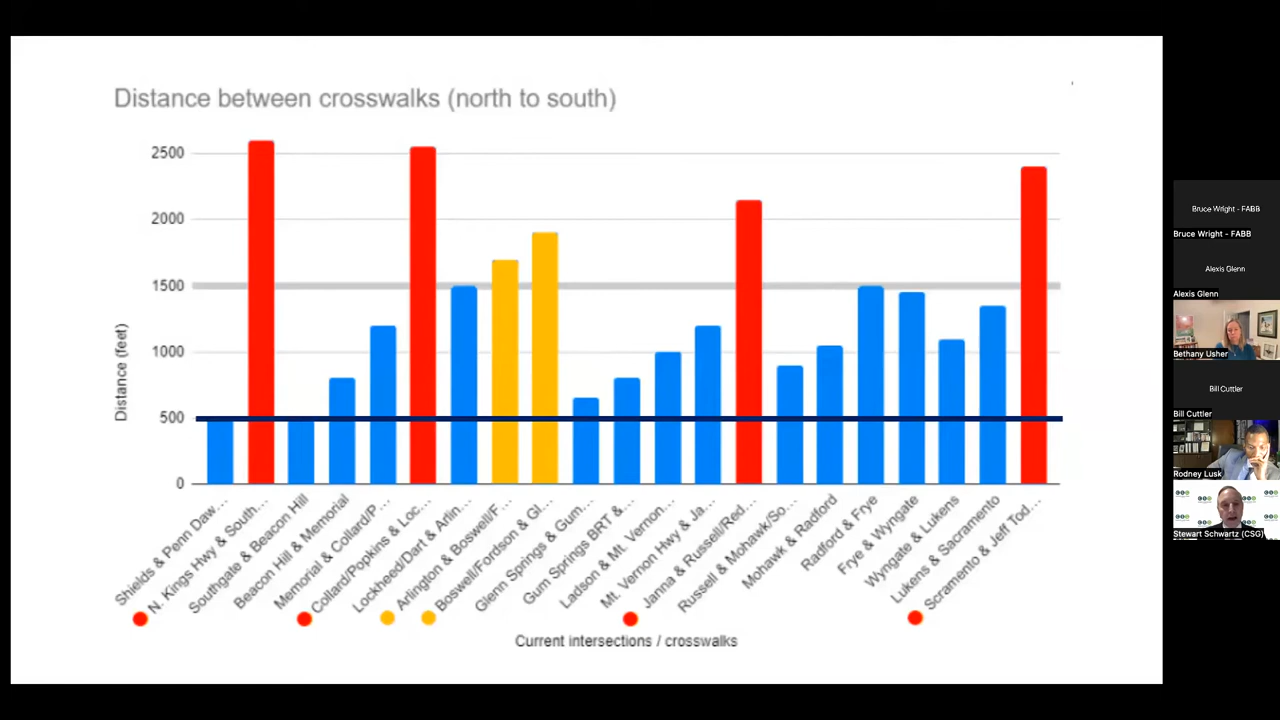 Distance between crosswalks (north to south)
Distance (feet)
2500
2000
1500
1000
500
0
Shields & Penn Daw...
N. Kings Hwy & South...
Southgate & Beacon Hill
Beacon Hill & Memorial
Memorial & Collard/P...
Collard/Popkins & Loc...
Lockheed/Dart & Arlin...
Arlington & Boswell/F...
Boswell/Fordson & Gl...
Glenn Springs & Gum...
Gum Springs BRT &...
Ladson & Mt. Vernon...
Mt. Vernon Hwy & Ja...
Janna & Russell/Red...
Russell & Mohawk/So...
Mohawk & Radford
Radford & Frye
Frye & Wyngate
Wyngate & Lukens
Lukens & Sacramento
Scramento & Jeff Tod...
Current intersections / crosswalks
Bruce Wright - FABB
Bruce Wright - FABB
Alexis Glenn
Alexis Glenn
Bethany Usher
Bill Cuttler
Bill Cuttler
Rodney Lusk
Stewart Schwartz (CSG)